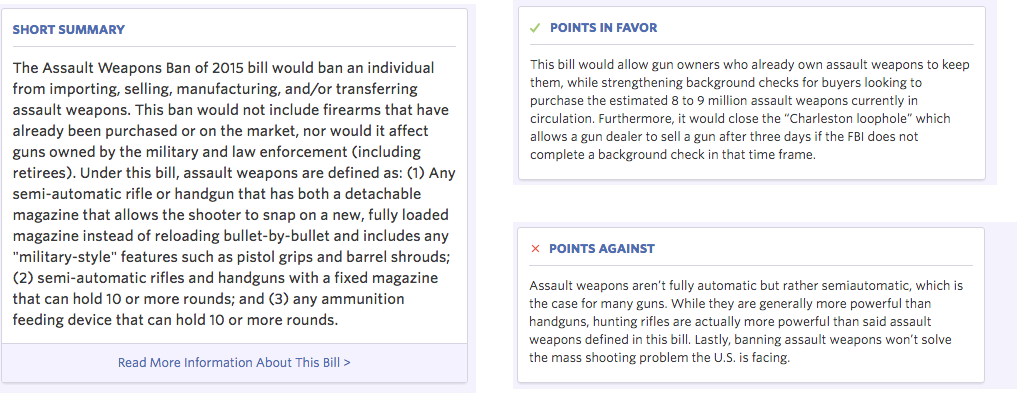 SHORT SUMMARY
The Assault Weapons Ban of 2015 bill would ban an individual
from importing, selling, manufacturing, and/or transferring
assault weapons. This ban would not include firearms that have
already been purchased or on the market, nor would it affect
guns owned by the military and law enforcement (including
retirees). Under this bill, assault weapons are defined as: (1) Any
semi-automatic rifle or handgun that has both a detachable
magazine that allows the shooter to snap on a new, fully loaded
magazine instead of reloading bullet-by-bullet and includes any
"military-style" features such as pistol grips and barrel shrouds;
(2) semi-automatic rifles and handguns with a fixed magazine
that can hold 10 or more rounds; and (3) any ammunition
feeding device that can hold 10 or more rounds.
Read More Information About This Bill >
✓ POINTS IN FAVOR
This bill would allow gun owners who already own assault weapons to keep
them, while strengthening background checks for buyers looking to
purchase the estimated 8 to 9 million assault weapons currently in
circulation. Furthermore, it would close the “Charleston loophole” which
allows a gun dealer to sell a gun after three days if the FBI does not
complete a background check in that time frame.
× POINTS AGAINST
Assault weapons aren’t fully automatic but rather semiautomatic, which is
the case for many guns. While they are generally more powerful than
handguns, hunting rifles are actually more powerful than said assault
weapons defined in this bill. Lastly, banning assault weapons won’t solve
the mass shooting problem the U.S. is facing.